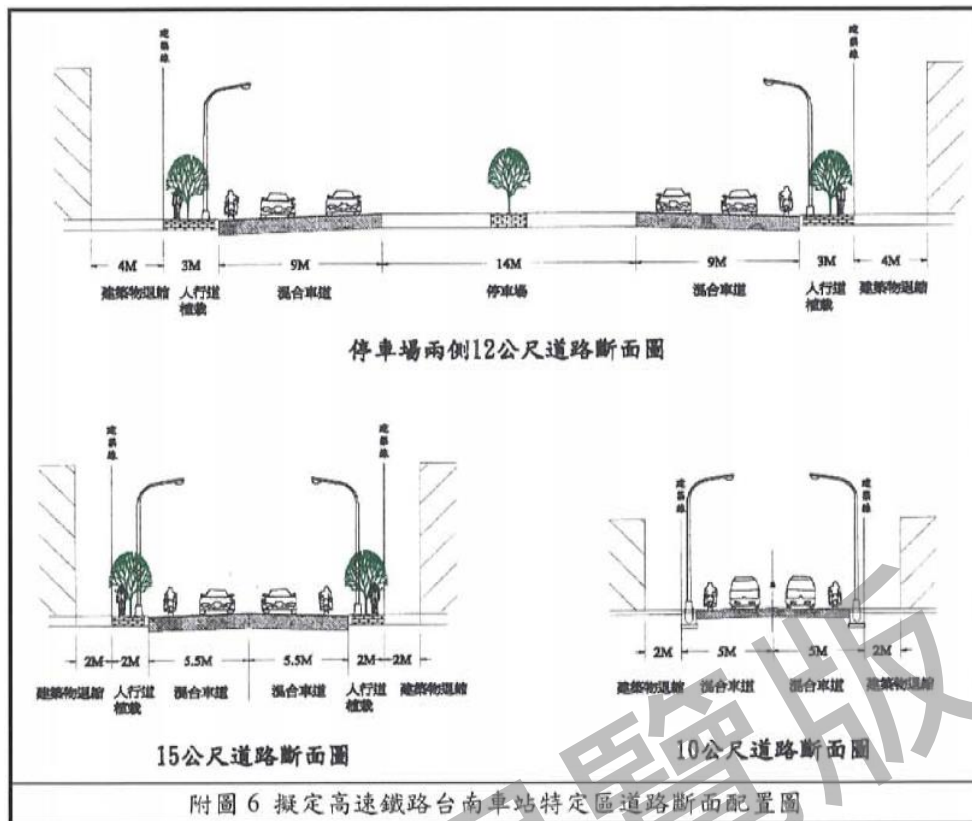 建築線
建築線
4M 3M 9M 14M 9M 3M 4M
建築物退縮 人行道植栽 混合車道 停車場 混合車道 人行道植栽 建築物退縮
停車場兩側12公尺道路斷面圖
建築線
建築線
2M 2M 5.5M 5.5M 2M 2M
建築物退縮 人行道植栽 混合車道 混合車道 人行道植栽 建築物退縮
15公尺道路斷面圖
建築線
建築線
2M 5M 5M 2M
建築物退縮 混合車道 混合車道 建築物退縮
10公尺道路斷面圖
附圖 6 擬定高速鐵路台南車站特定區道路斷面配置圖
覽版